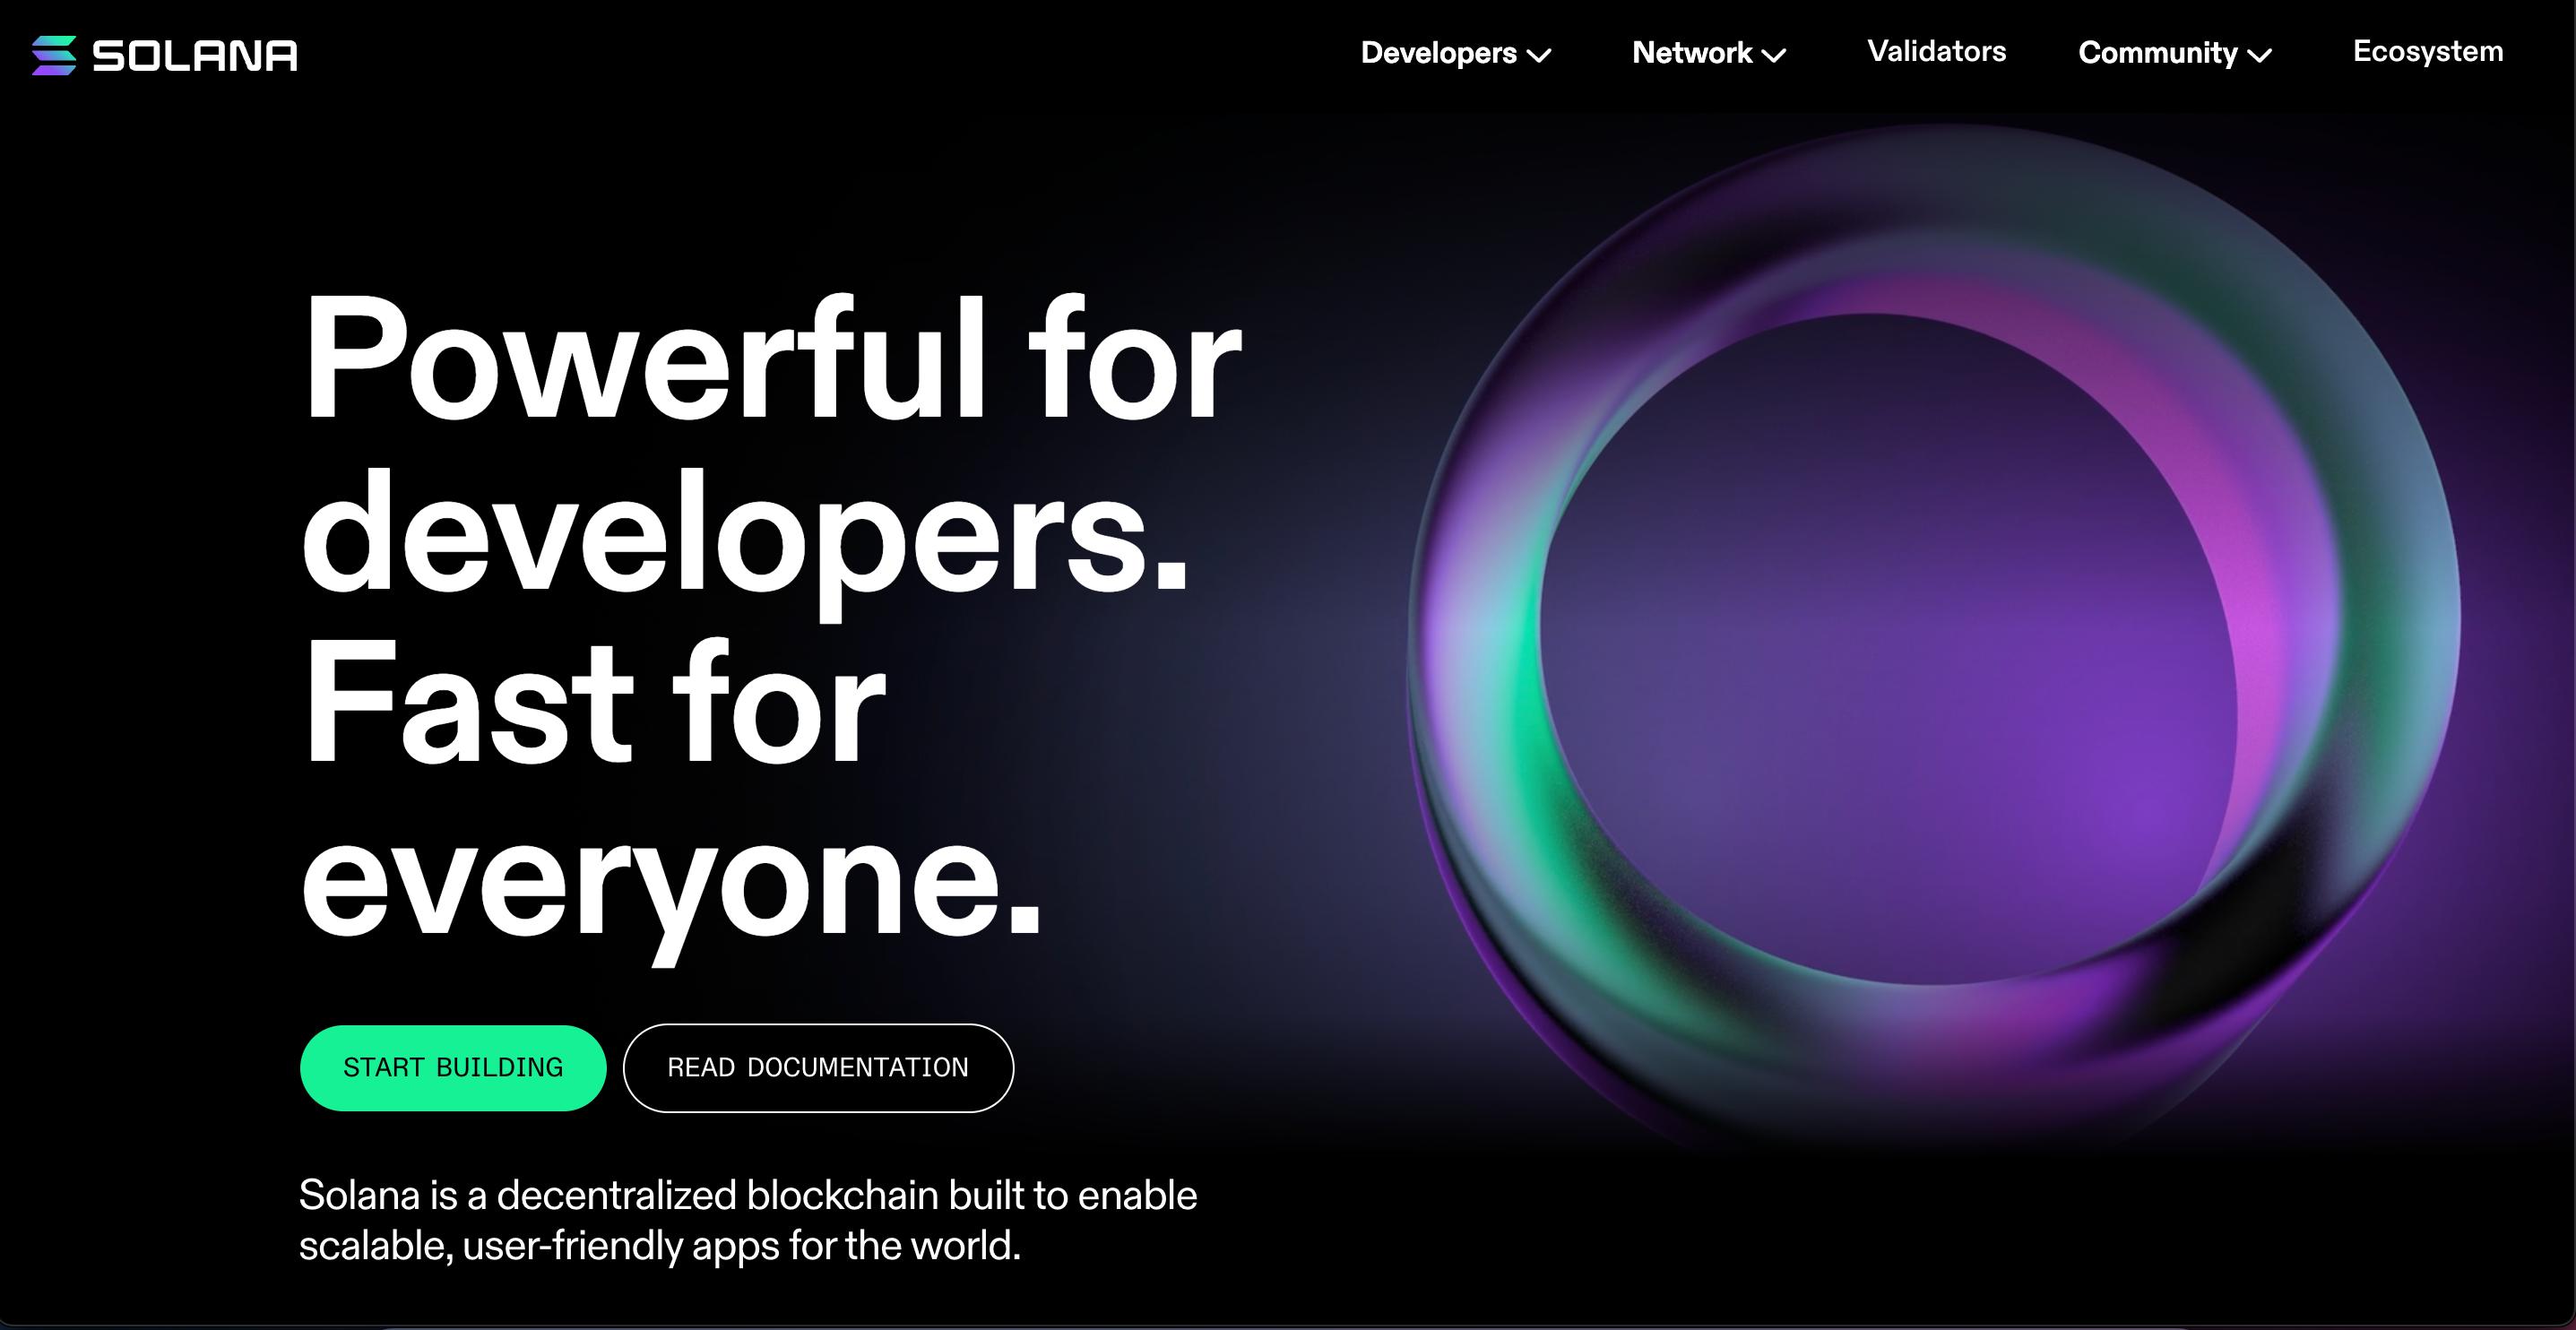 SOLANA
Developers
Network
Validators
Community
Ecosystem
Powerful for
developers.
Fast for
everyone.
START BUILDING
READ DOCUMENTATION
Solana is a decentralized blockchain built to enable
scalable, user-friendly apps for the world.